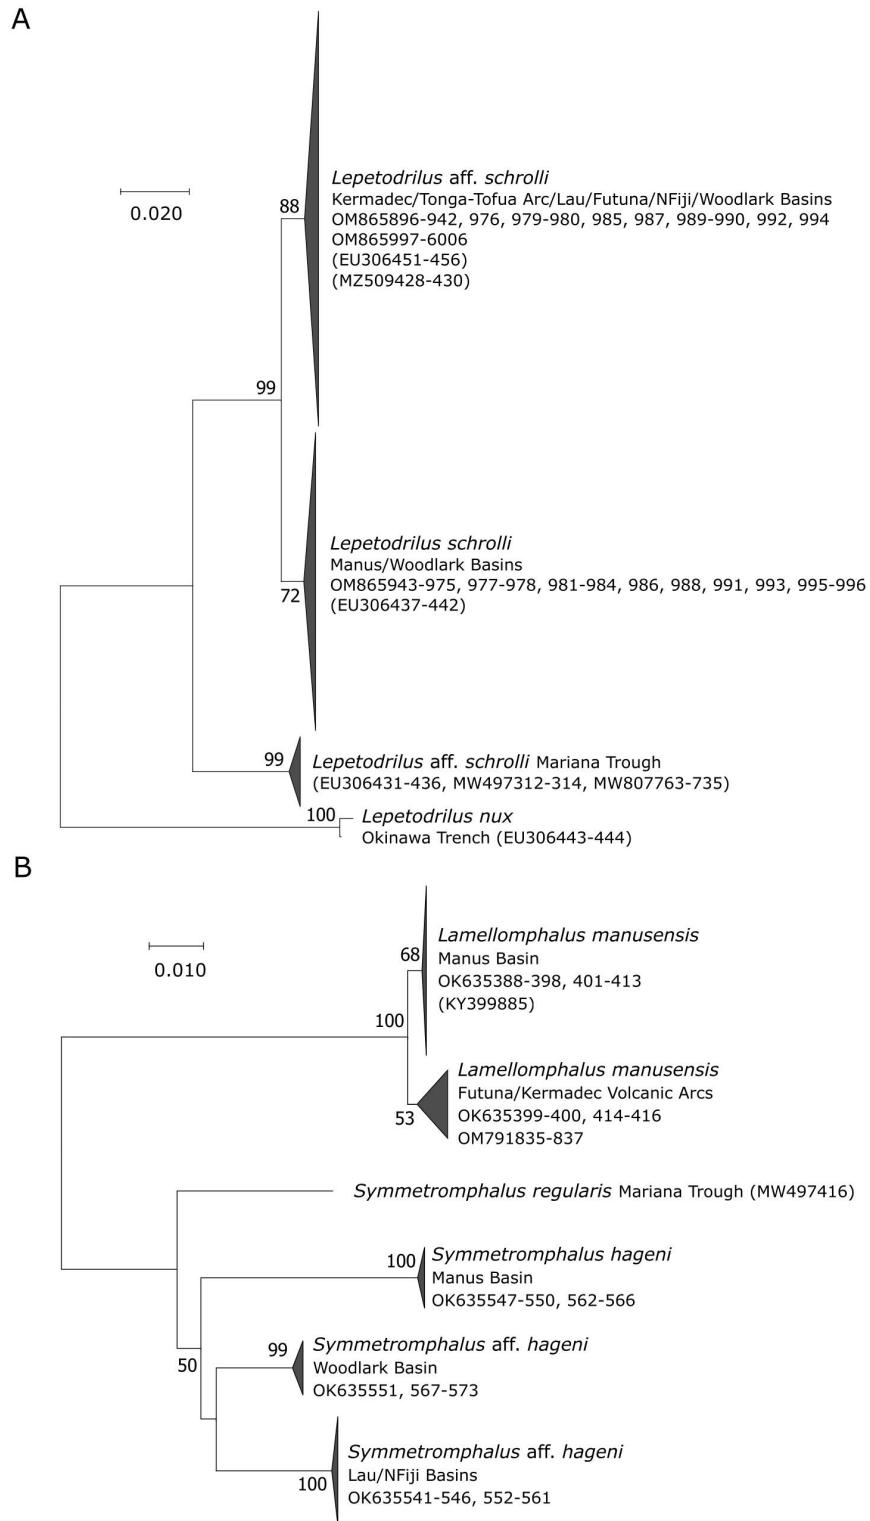 A
0.020
88
Lepetodrilus aff. schrolli
Kermadec/Tonga-Tofua Arc/Lau/Futuna/NFiji/Woodlark Basins
OM865896-942, 976, 979-980, 985, 987, 989-990, 992, 994
OM865997-6006
(EU306451-456)
(MZ509428-430)
99
Lepetodrilus schrolli
Manus/Woodlark Basins
OM865943-975, 977-978, 981-984, 986, 988, 991, 993, 995-996
72
(EU306437-442)
99
Lepetodrilus aff. schrolli Mariana Trough
(EU306431-436, MW497312-314, MW807763-735)
100
Lepetodrilus nux
Okinawa Trench (EU306443-444)
B
0.010
68
Lamellomphalus manusensis
Manus Basin
OK635388-398, 401-413
(KY399885)
100
Lamellomphalus manusensis
Futuna/Kermadec Volcanic Arcs
53
OK635399-400, 414-416
OM791835-837
Symmetromphalus regularis Mariana Trough (MW497416)
100
Symmetromphalus hageni
Manus Basin
OK635547-550, 562-566
50
99
Symmetromphalus aff. hageni
Woodlark Basin
OK635551, 567-573
Symmetromphalus aff. hageni
Lau/NFiji Basins
100
OK635541-546, 552-561